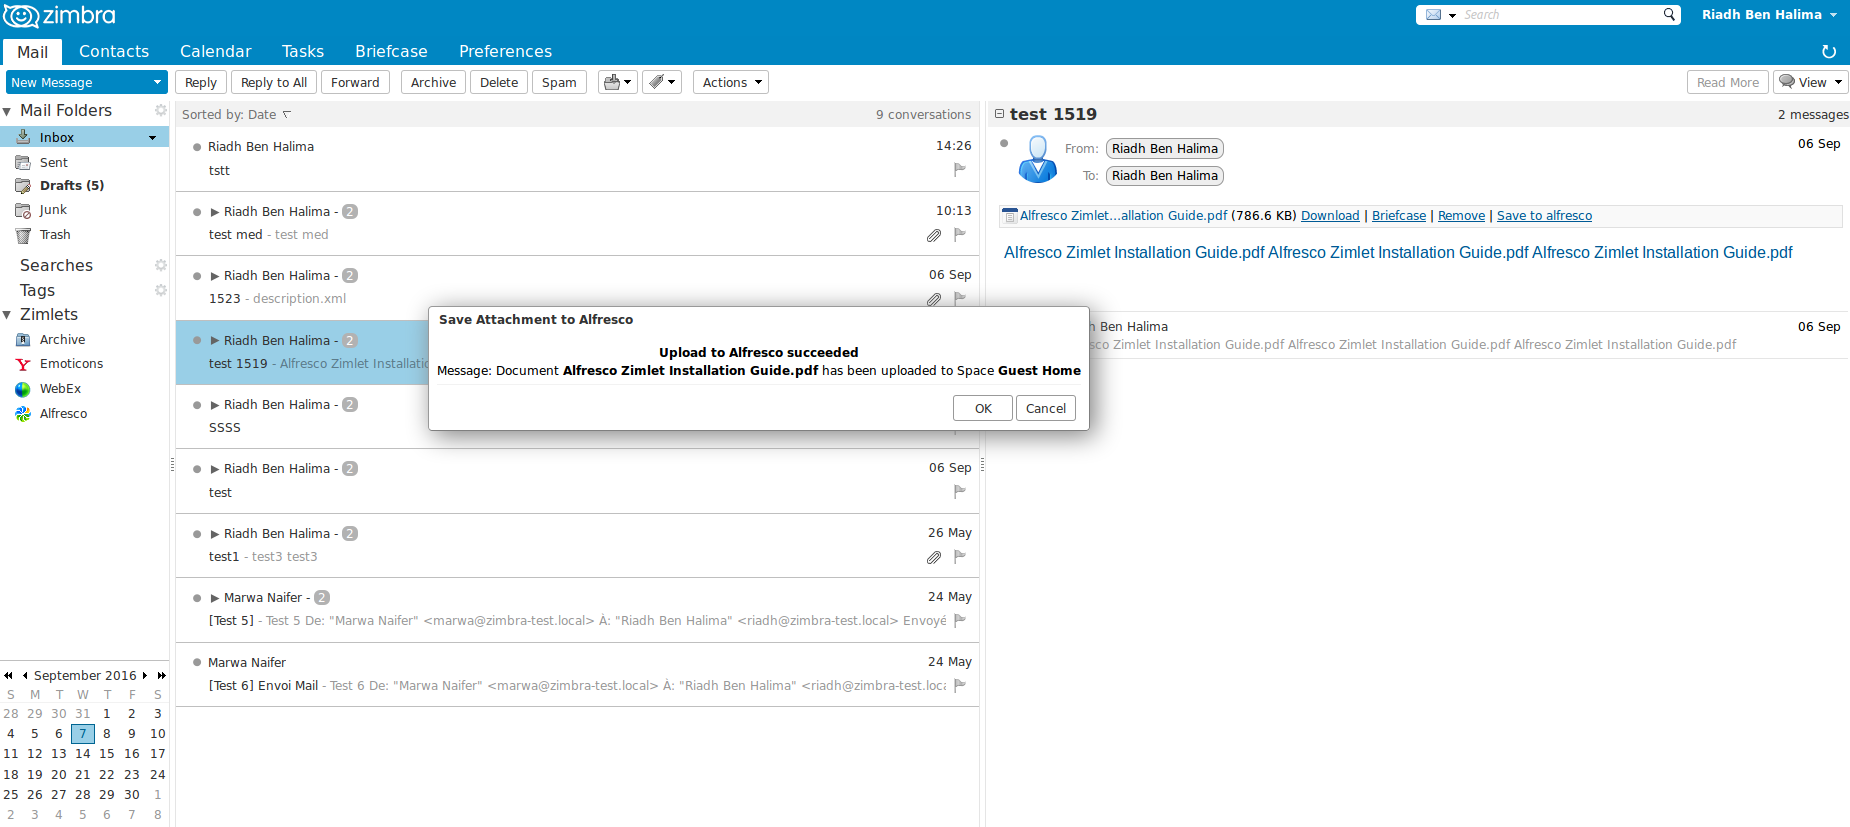 zimbra
Search
Riadh Ben Halima
Mail Contacts Calendar Tasks Briefcase Preferences
New Message
Reply Reply to All Forward Archive Delete Spam Actions Read More View
Mail Folders
Inbox
Sent
Drafts (5)
Junk
Trash
Searches
Tags
Zimlets
Archive
Emoticons
WebEx
Alfresco
September 2016
S M T W T F S
28 29 30 31 1 2 3
4 5 6 7 8 9 10
11 12 13 14 15 16 17
18 19 20 21 22 23 24
25 26 27 28 29 30 1
2 3 4 5 6 7 8
Sorted by: Date 9 conversations
Riadh Ben Halima 14:26
tstt
Riadh Ben Halima - 2 10:13
test med - test med
Riadh Ben Halima - 2 06 Sep
1523 - description.xml
Riadh Ben Halima - 2
test 1519 - Alfresco Zimlet
Riadh Ben Halima - 2
SSSS
Riadh Ben Halima - 2 06 Sep
test
Riadh Ben Halima - 2 26 May
test1 - test3 test3
Marwa Naifer - 2 24 May
[Test 5] - Test 5 De: "Marwa Naifer" <marwa@zimbra-test.local> À: "Riadh Ben Halima" <riadh@zimbra-test.local> Envoyé
Marwa Naifer 24 May
[Test 6] Envoi Mail - Test 6 De: "Marwa Naifer" <marwa@zimbra-test.local> À: "Riadh Ben Halima" <riadh@zimbra-test.loca
Save Attachment to Alfresco
Upload to Alfresco succeeded
Message: Document Alfresco Zimlet Installation Guide.pdf has been uploaded to Space Guest Home
OK Cancel
test 1519 2 messages
From: Riadh Ben Halima 06 Sep
To: Riadh Ben Halima
Alfresco Zimlet...allation Guide.pdf (786.6 KB) Download | Briefcase | Remove | Save to alfresco
Alfresco Zimlet Installation Guide.pdf Alfresco Zimlet Installation Guide.pdf Alfresco Zimlet Installation Guide.pdf
Ben Halima 06 Sep
Zimlet Installation Guide.pdf Alfresco Zimlet Installation Guide.pdf Alfresco Zimlet Installation Guide.pdf